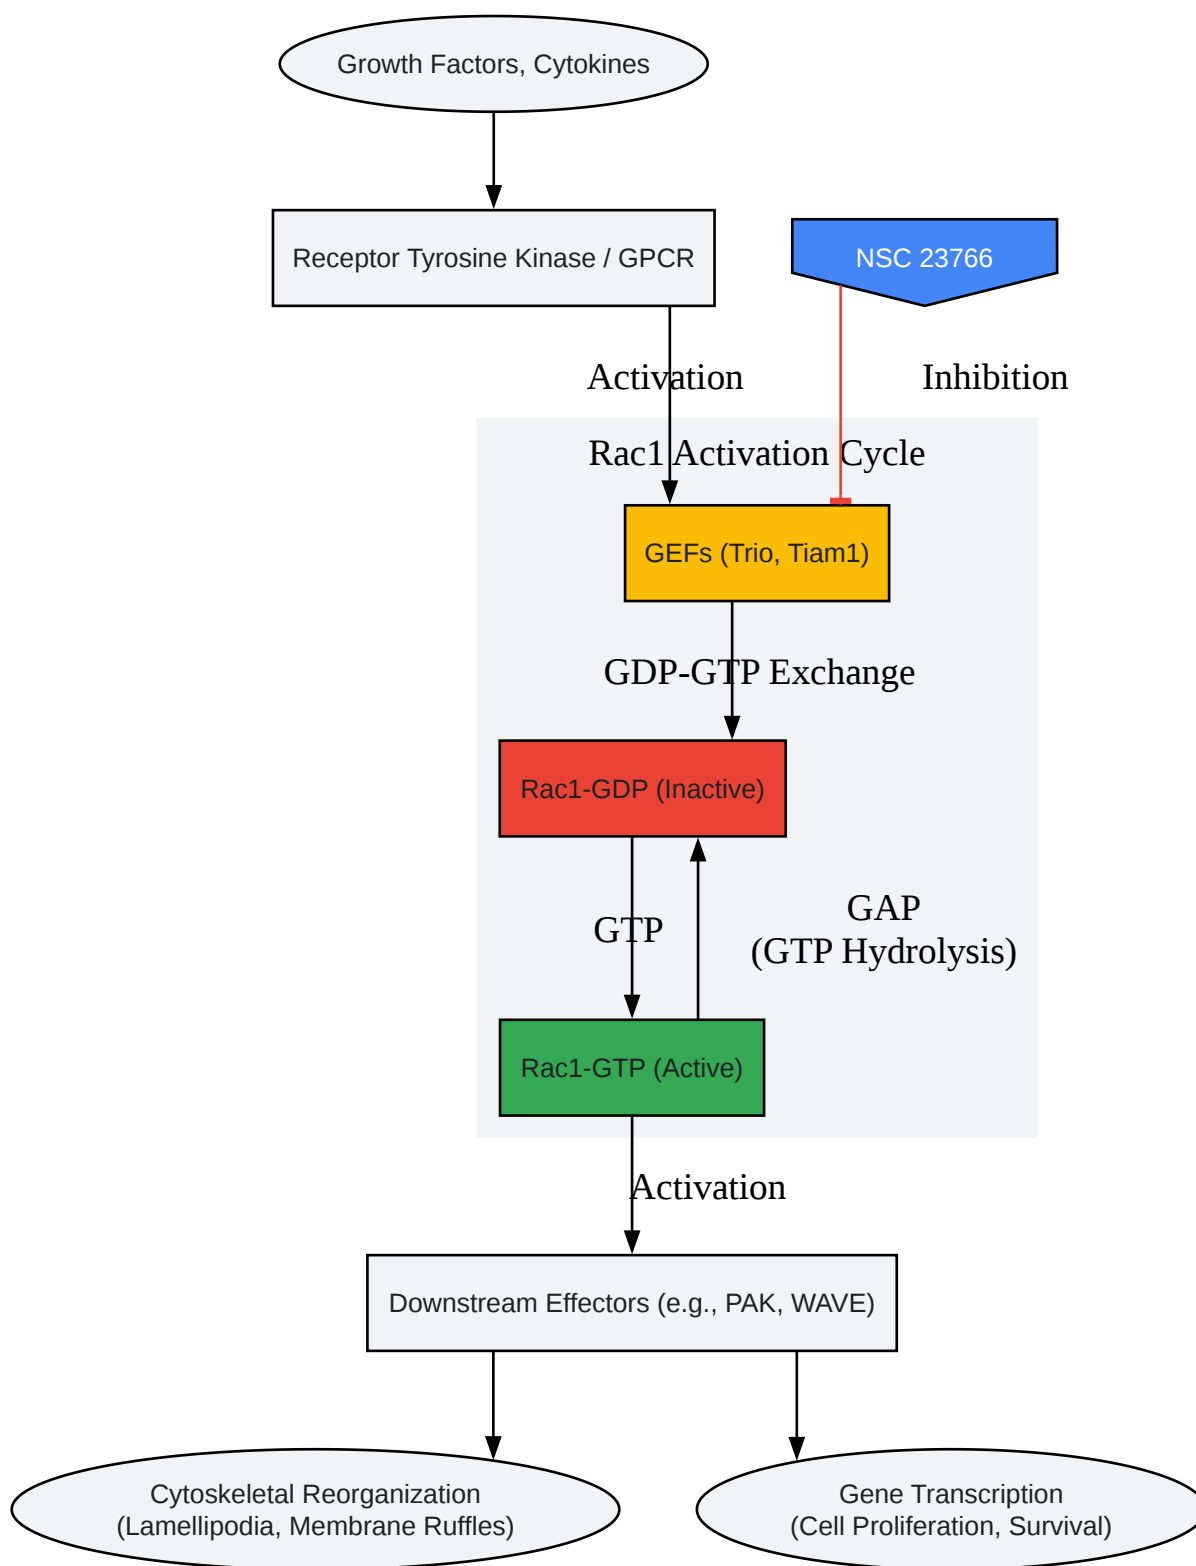 Growth Factors, Cytokines
Receptor Tyrosine Kinase / GPCR
NSC 23766
Activation
Inhibition
Rac1 Activation Cycle
GEFs (Trio, Tiam1)
GDP-GTP Exchange
Rac1-GDP (Inactive)
GTP
GAP
(GTP Hydrolysis)
Rac1-GTP (Active)
Activation
Downstream Effectors (e.g., PAK, WAVE)
Cytoskeletal Reorganization
(Lamellipodia, Membrane Ruffles)
Gene Transcription
(Cell Proliferation, Survival)